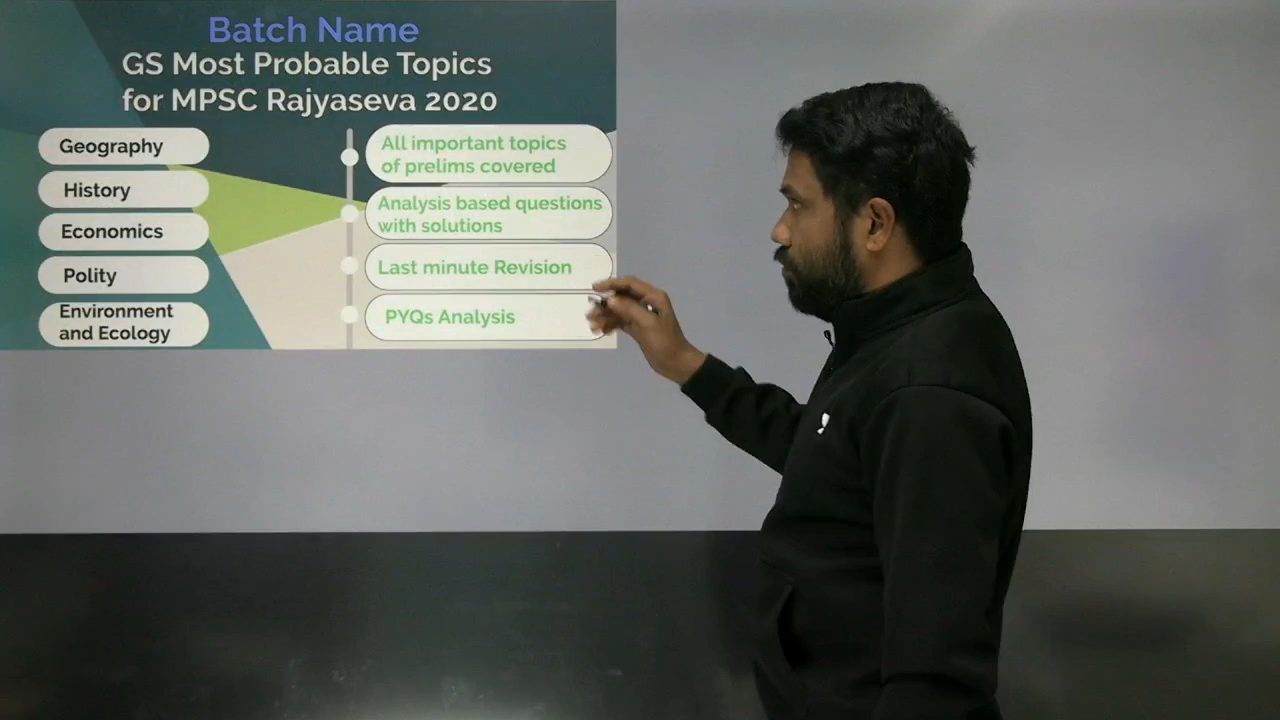 Batch Name
GS Most Probable Topics
for MPSC Rajyaseva 2020
Geography
History
Economics
Polity
Environment
and Ecology
All important topics
of prelims covered
Analysis based questions
with solutions
Last minute Revision
PYQs Analysis